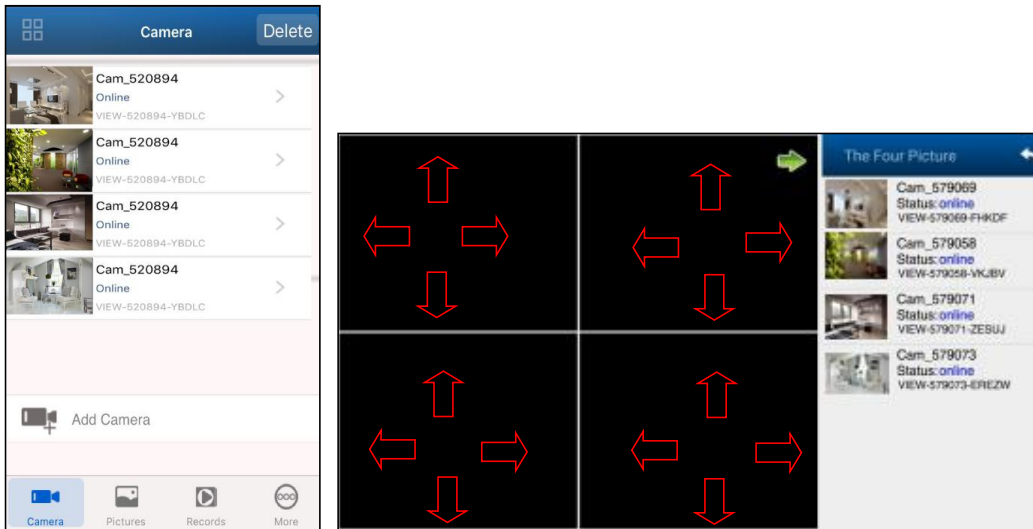 Camera
Delete
Cam_520894
Online
VIEW-520894-YBDLC
Cam_520894
Online
VIEW-520894-YBDLC
Cam_520894
Online
VIEW-520894-YBDLC
Cam_520894
Online
VIEW-520894-YBDLC
Add Camera
Camera
Pictures
Records
More
The Four Picture
Cam_579069
Status:online
VIEW-579069-FHKDF
Cam_579058
Status:online
VIEW-579058-VKJBV
Cam_579071
Status:online
VIEW-579071-ZESUJ
Cam_579073
Status:online
VIEW-579073-EREZW